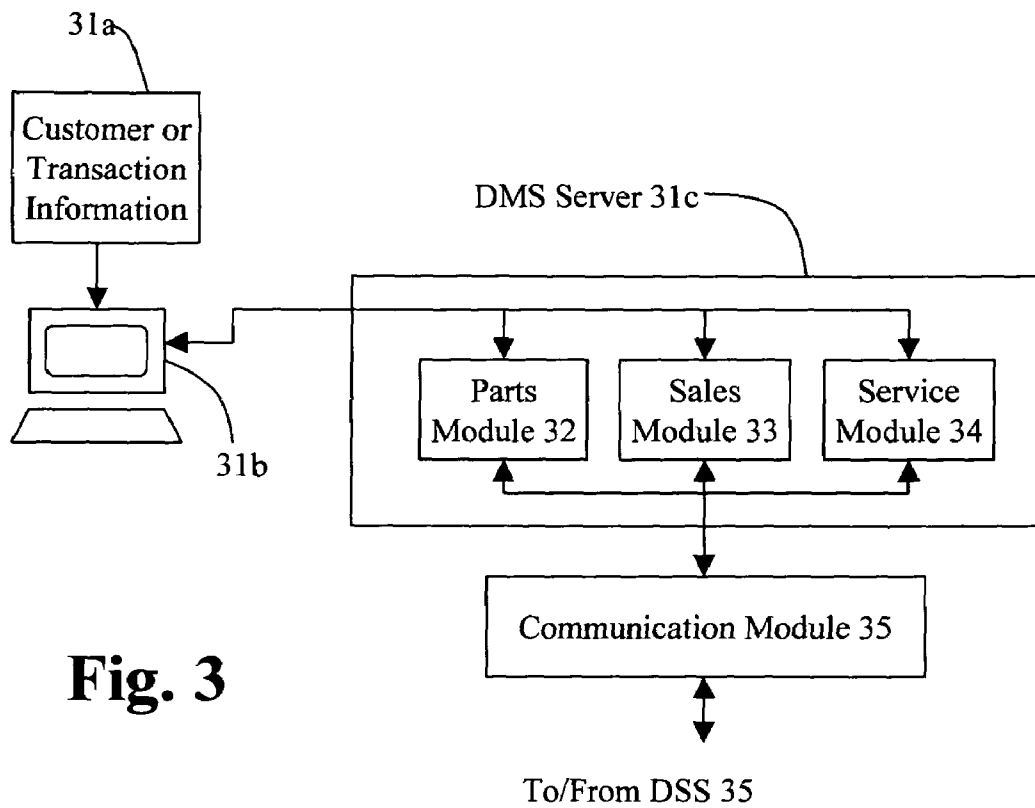 31a
Customer or
Transaction
Information
DMS Server 31c
Parts
Module 32
Sales
Module 33
Service
Module 34
31b
Communication Module 35
Fig. 3
To/From DSS 35